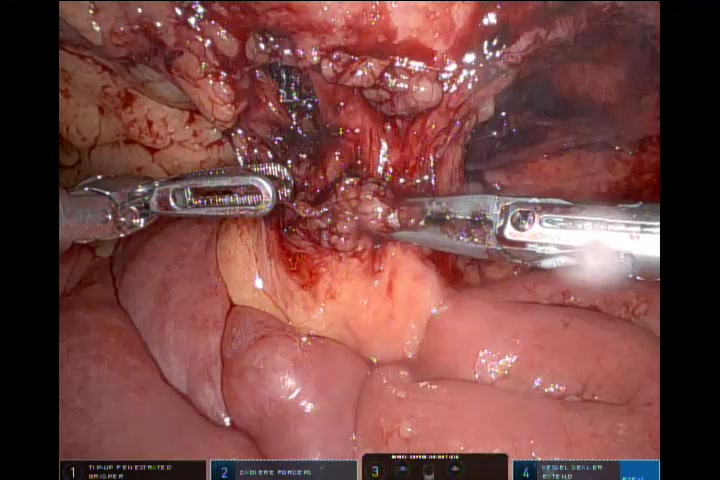 1 TIP-UP FENESTRATED GRASPER
2 CADIERE FORCEPS
3
4 VESSEL SEALER EXTEND